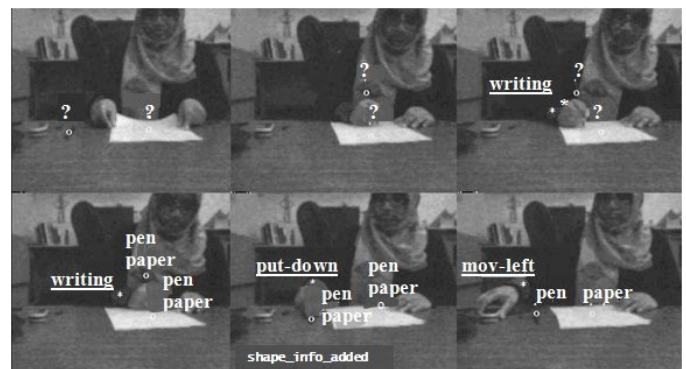 ?
?
?
?
writing
?
*
*
?
pen
paper
writing
*
pen
paper
put-down
*
pen
paper
pen
paper
shape_info_added
mov-left
*
pen
paper